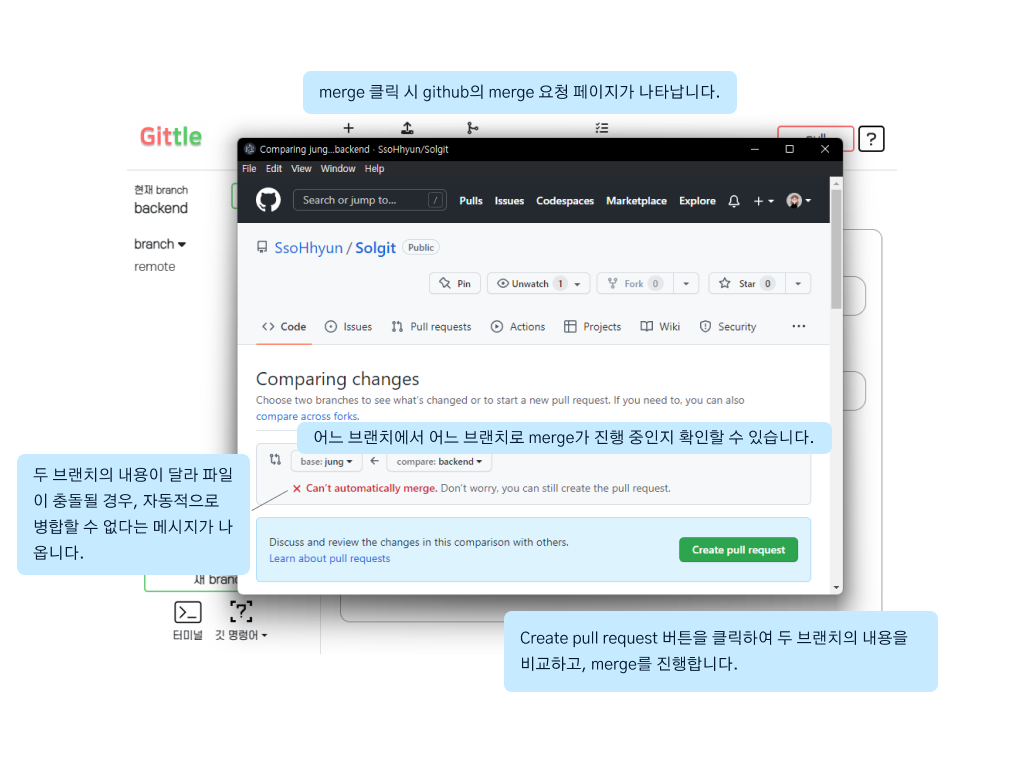 merge 클릭 시 github의 merge 요청 페이지가 나타납니다.
Gittle
?
Comparing jung...backend · SsoHhyun/Solgit
File Edit View Window Help
현재 branch
backend
Search or jump to... /
Pulls Issues Codespaces Marketplace Explore
branch
remote
SsoHhyun / Solgit Public
Pin Unwatch 1 Fork 0 Star 0
Code Issues Pull requests Actions Projects Wiki Security ...
Comparing changes
Choose two branches to see what's changed or to start a new pull request. If you need to, you can also
compare across forks.
어느 브랜치에서 어느 브랜치로 merge가 진행 중인지 확인할 수 있습니다.
base: jung ← compare: backend
두 브랜치의 내용이 달라 파일
이 충돌될 경우, 자동적으로
병합할 수 없다는 메시지가 나
옵니다.
Can't automatically merge. Don't worry, you can still create the pull request.
Discuss and review the changes in this comparison with others.
Learn about pull requests
Create pull request
새
터미널 깃 명령어
Create pull request 버튼을 클릭하여 두 브랜치의 내용을
비교하고, merge를 진행합니다.